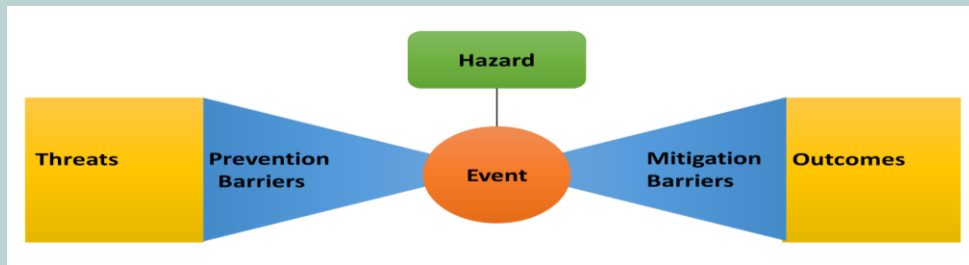 Hazard
Threats
Prevention
Barriers
Event
Mitigation
Barriers
Outcomes